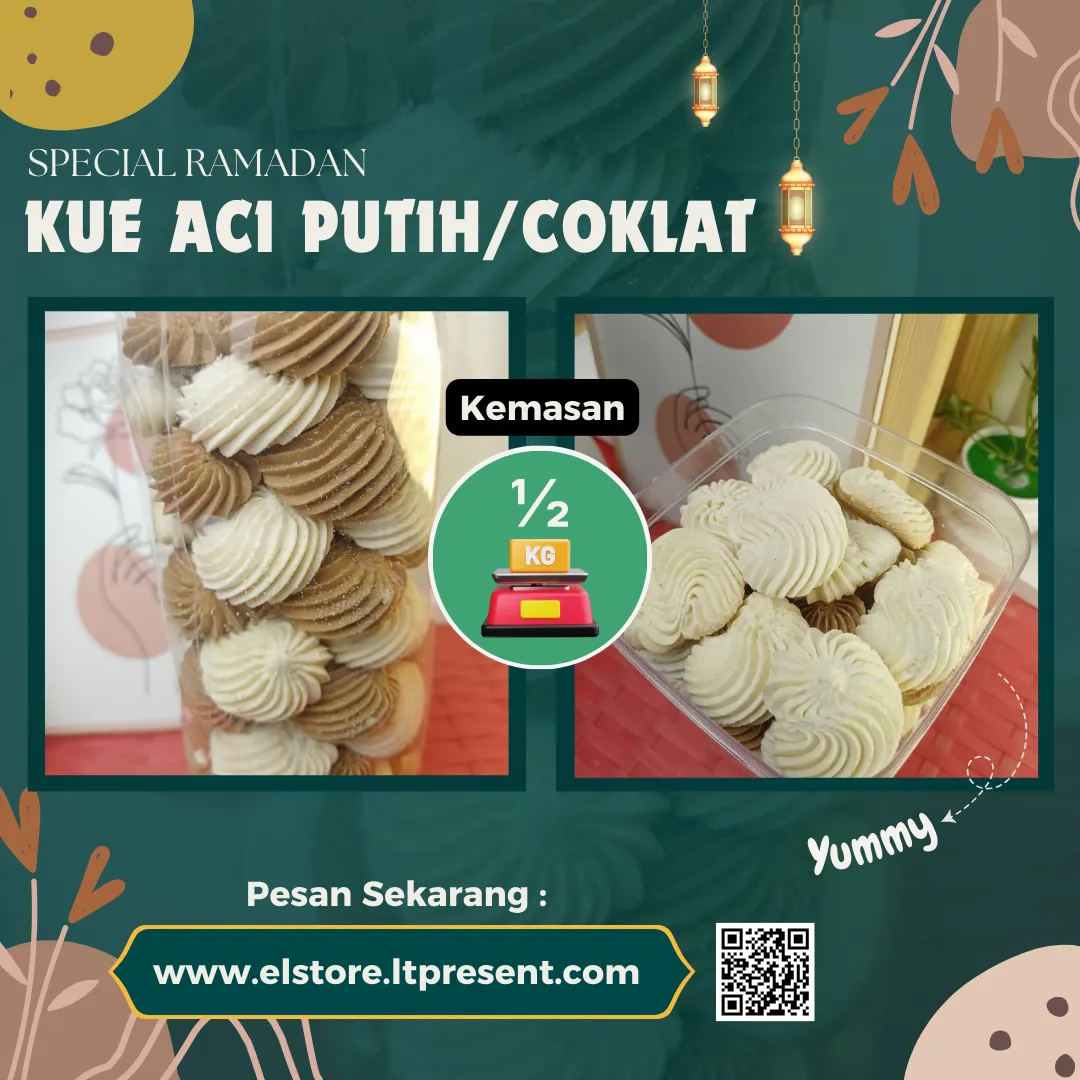 SPECIAL RAMADAN
KUE ACI PUTIH/COKLAT
Kemasan
½
KG
Yummy
Pesan Sekarang :
www.elstore.ltpresent.com